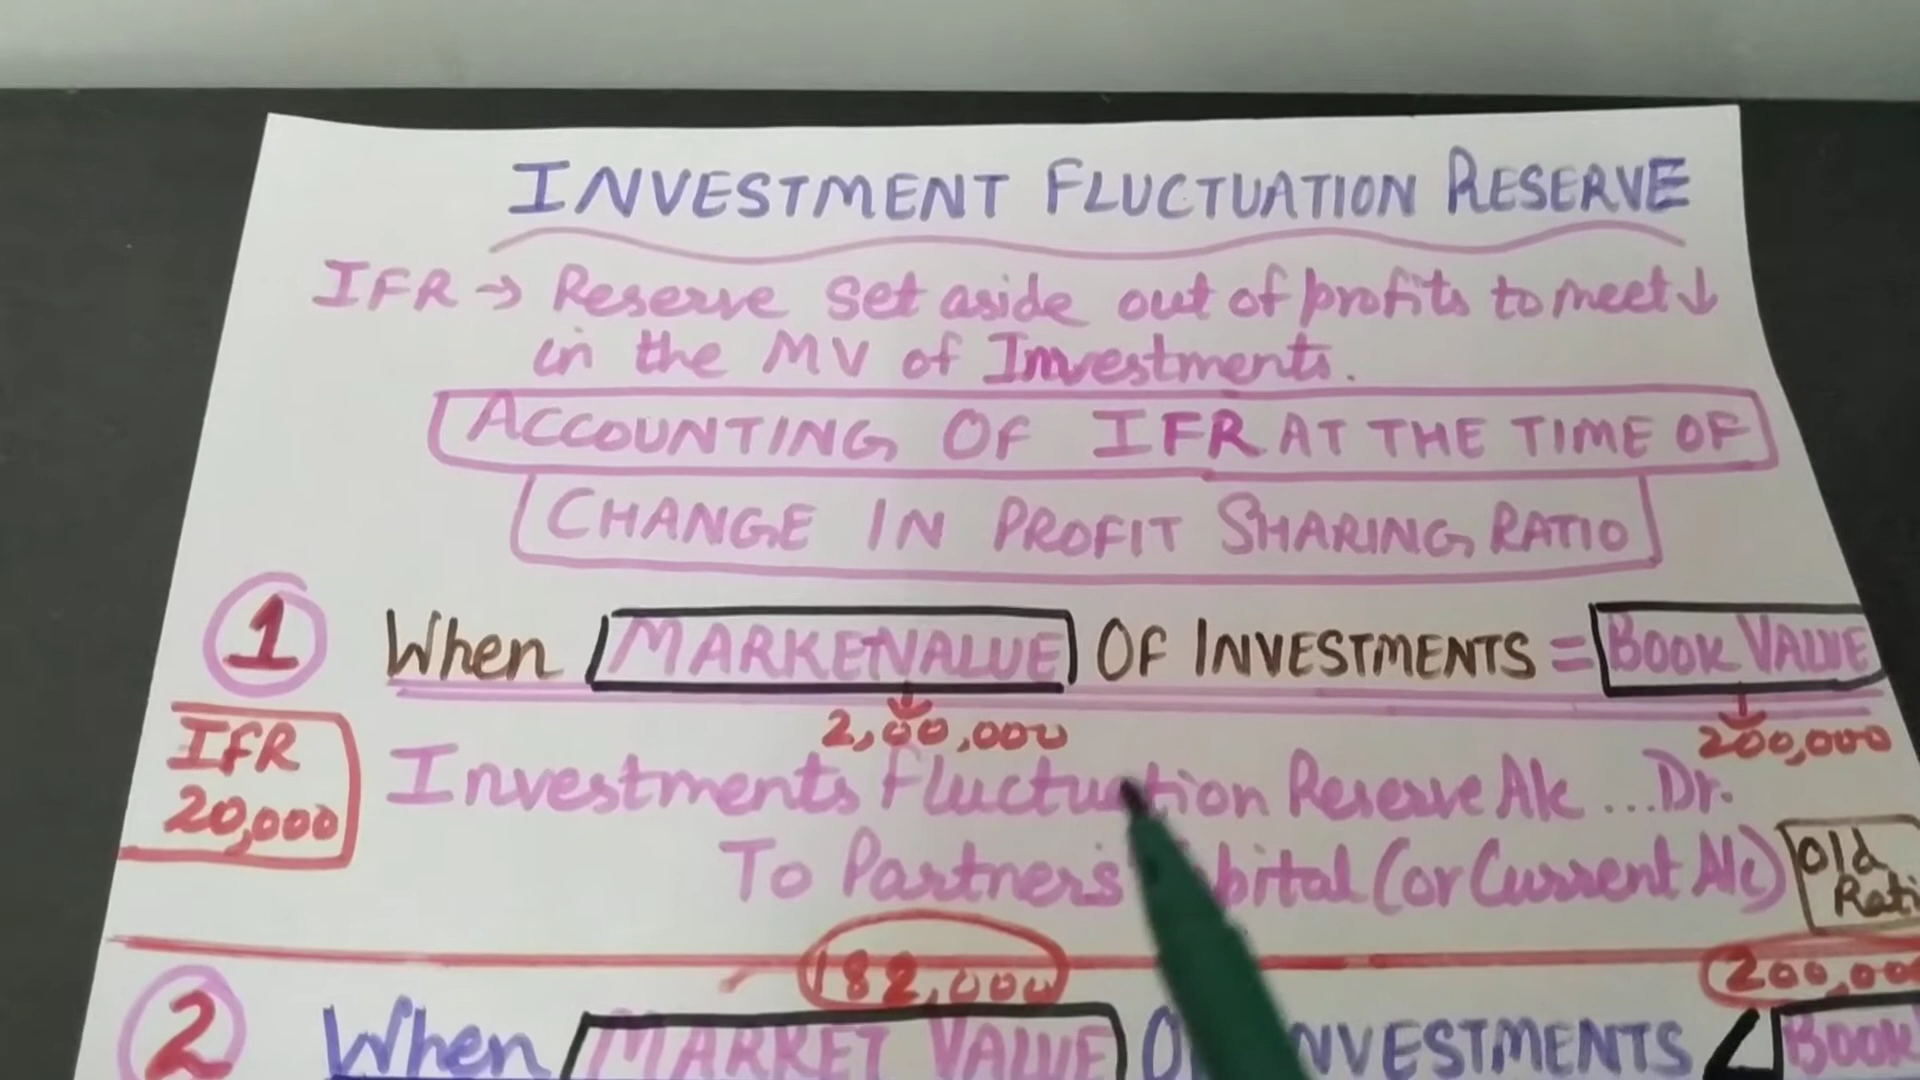 INVESTMENT FLUCTUATION RESERVE
IFR → Reserve set aside out of profits to meet ↓
in the MV of Investments.
ACCOUNTING OF IFR AT THE TIME OF
CHANGE IN PROFIT SHARING RATIO
1 When MARKET VALUE OF INVESTMENTS = BOOK VALUE
2,00,000 200,000
IFR
20,000
Investments Fluctuation Reserve A/c ... Dr.
To Partner's (or Current A/c) Old
182,000
2 When MARKET VALUE INVESTMENTS < BOOK